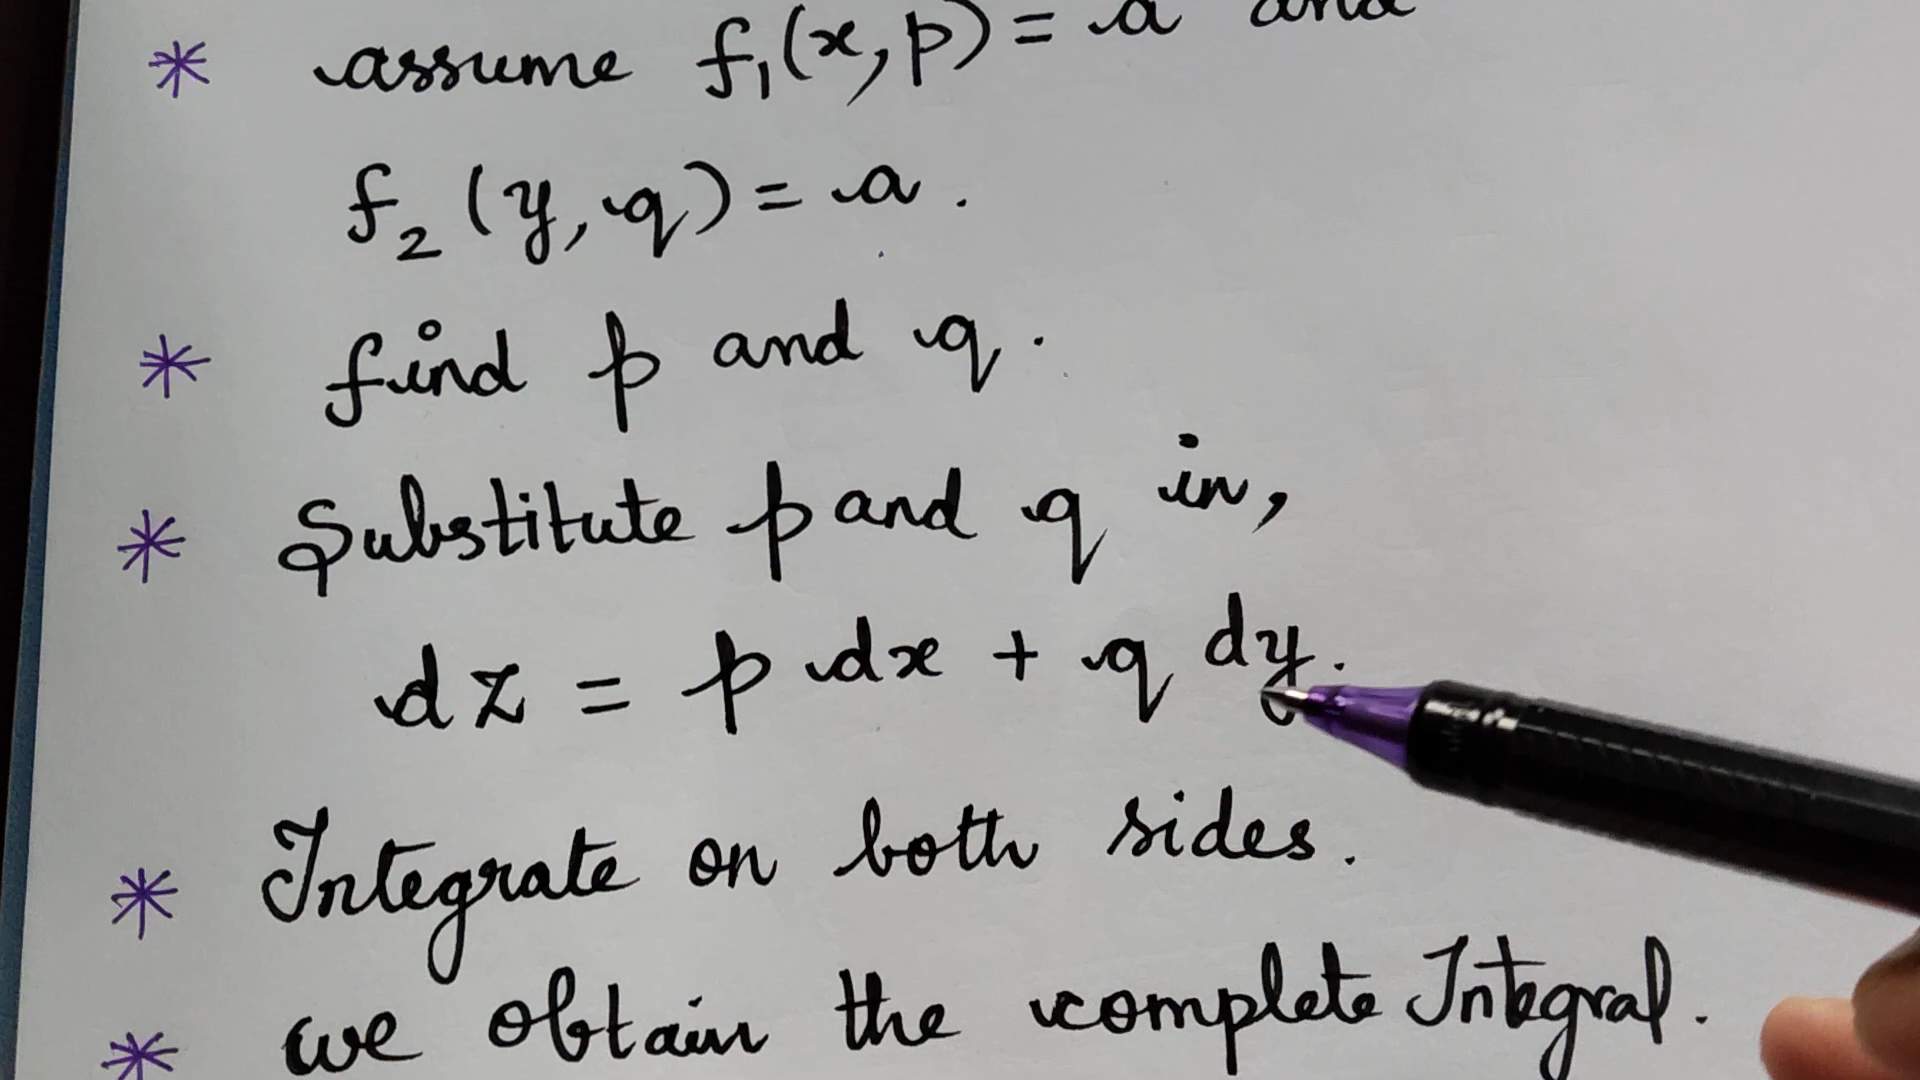 * assume f₁(x, p) = a and
f₂ (y, q) = a.
* find p and q.
* Substitute p and q in,
dz = p dx + q dy.
* Integrate on both sides.
* we obtain the complete Integral.